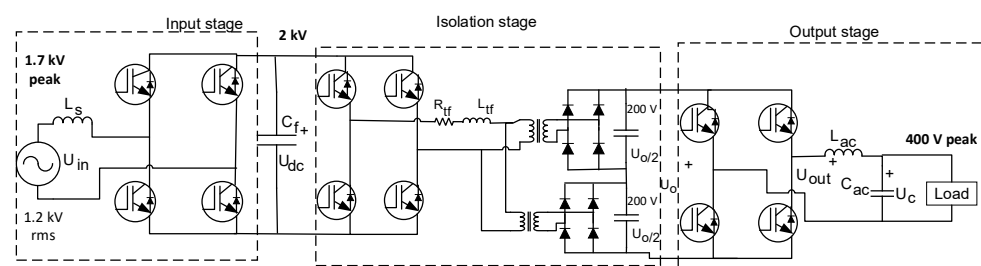 Input stage
Isolation stage
Output stage
1.7 kV
peak
2 kV
L_s
U_in
1.2 kV
rms
C_f +
U_dc
R_tf
L_tf
200 V
U_o/2
200 V
U_o/2
+
U_o
L_ac
+
U_out
C_ac
+
U_c
400 V peak
Load